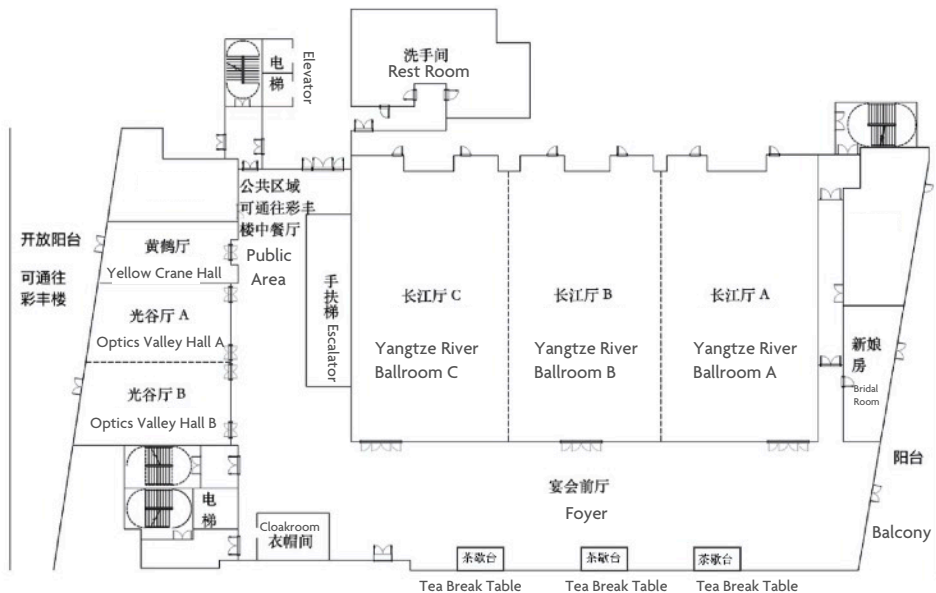 洗手间
Rest Room
电
梯
Elevator
公共区域
可通往彩丰
楼中餐厅
Public
Area
开放阳台
可通往
彩丰楼
黄鹤厅
Yellow Crane Hall
光谷厅 A
Optics Valley Hall A
光谷厅 B
Optics Valley Hall B
手扶梯
Escalator
长江厅 C
Yangtze River
Ballroom C
长江厅 B
Yangtze River
Ballroom B
长江厅 A
Yangtze River
Ballroom A
新娘
房
Bridal
Room
阳台
Balcony
宴会前厅
Foyer
电
梯
Cloakroom
衣帽间
茶歇台
Tea Break Table
茶歇台
Tea Break Table
茶歇台
Tea Break Table